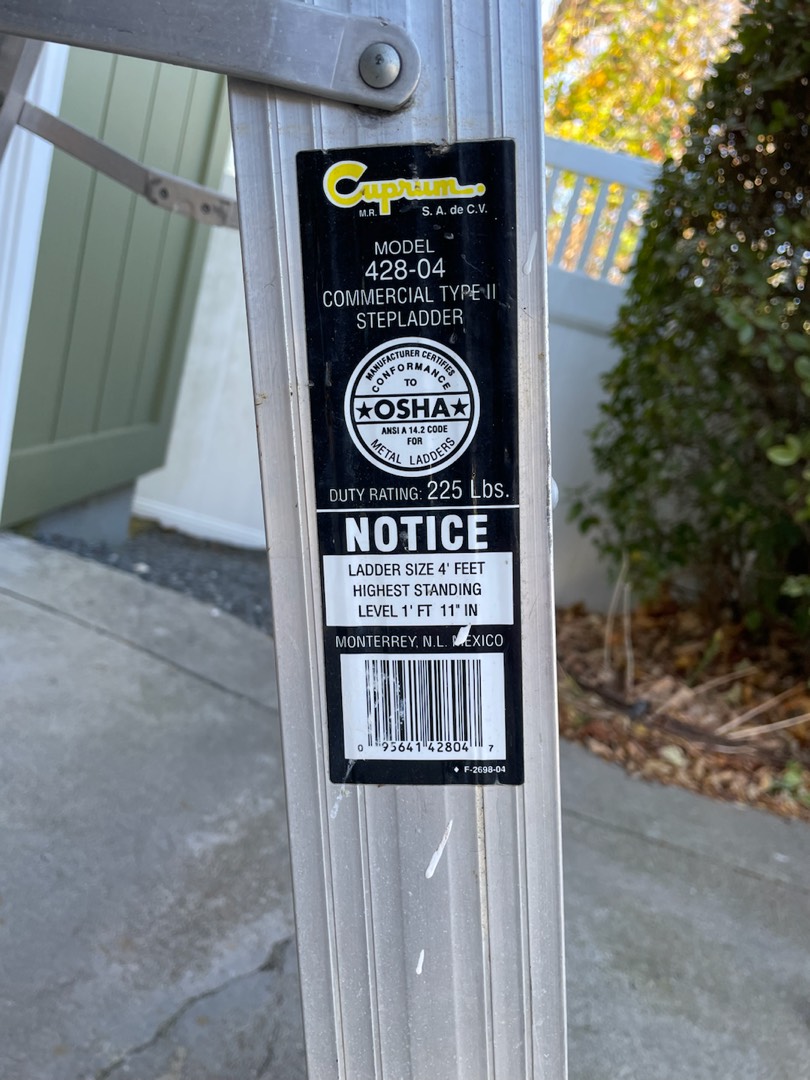 Cuprum
M.R. S. A. de C.V.
MODEL
428-04
COMMERCIAL TYPE II
STEPLADDER
MANUFACTURER CERTIFIES
CONFORMANCE
TO
★OSHA★
ANSI A 14.2 CODE
FOR
METAL LADDERS
DUTY RATING: 225 Lbs.
NOTICE
LADDER SIZE 4' FEET
HIGHEST STANDING
LEVEL 1' FT 11" IN
MONTERREY, N.L. MEXICO
0 95641 42804 7
♦ F-2698-04